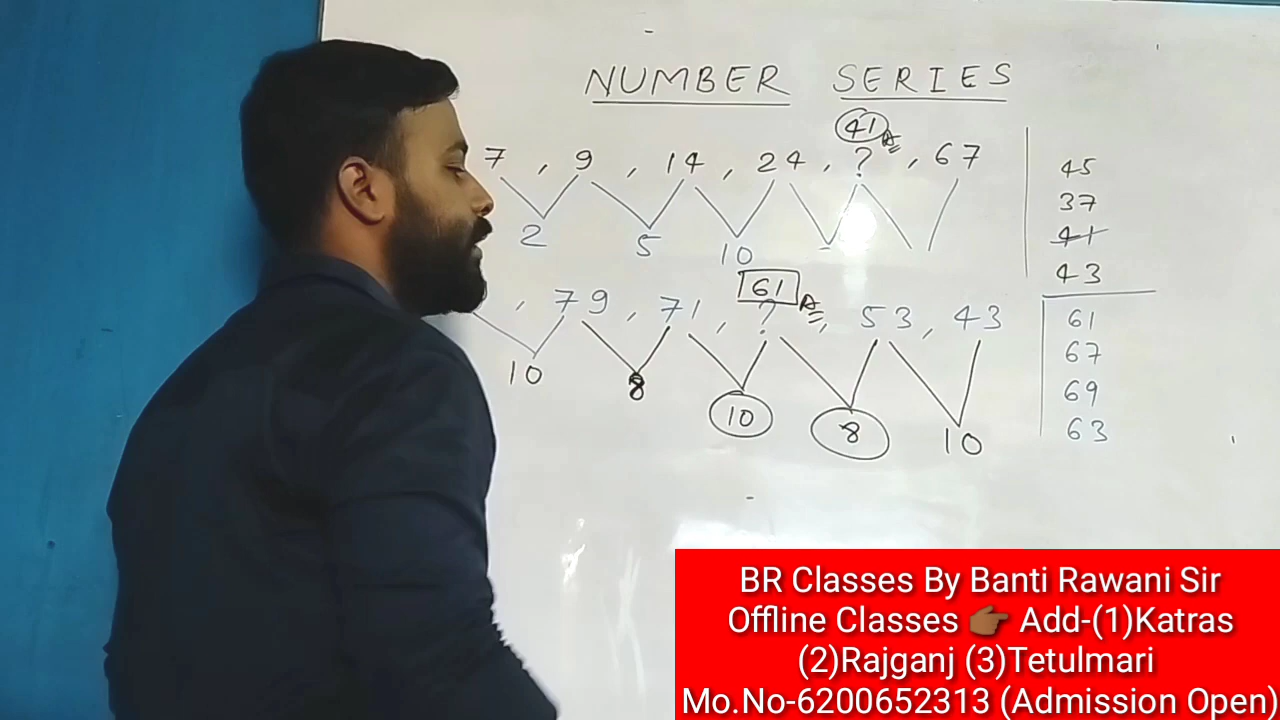 NUMBER SERIES
41
7 , 9 , 14 , 24 , ? , 67
2 5 10
45
37
41
43
61
, 79 , 71 , ? , 53 , 43
10 8 10 8 10
61
67
69
63
BR Classes By Banti Rawani Sir
Offline Classes 👉🏾 Add-(1)Katras
(2)Rajganj (3)Tetulmari
Mo.No-6200652313 (Admission Open)